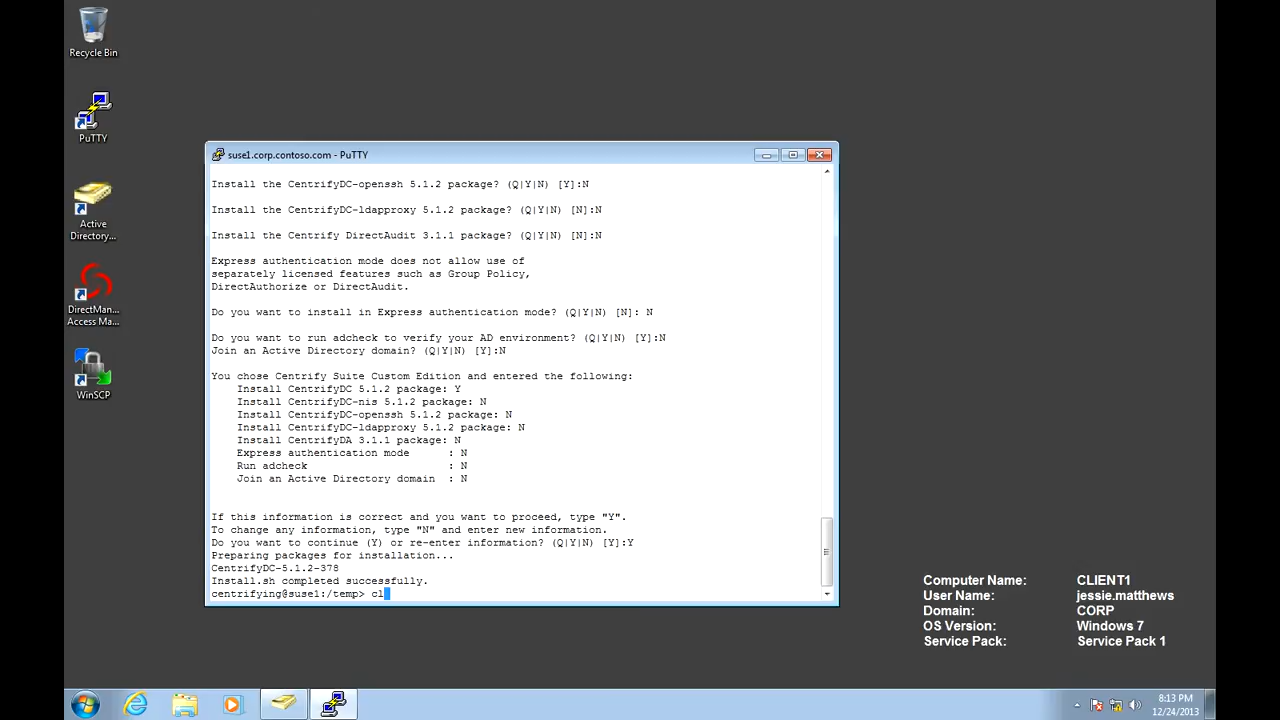 Recycle Bin
PuTTY
Active
Directory...
DirectMan...
Access Ma...
WinSCP
suse1.corp.contoso.com - PuTTY
Install the CentrifyDC-openssh 5.1.2 package? (Q|Y|N) [Y]:N
Install the CentrifyDC-ldapproxy 5.1.2 package? (Q|Y|N) [N]:N
Install the Centrify DirectAudit 3.1.1 package? (Q|Y|N) [N]:N
Express authentication mode does not allow use of
separately licensed features such as Group Policy,
DirectAuthorize or DirectAudit.
Do you want to install in Express authentication mode? (Q|Y|N) [N]: N
Do you want to run adcheck to verify your AD environment? (Q|Y|N) [Y]:N
Join an Active Directory domain? (Q|Y|N) [Y]:N
You chose Centrify Suite Custom Edition and entered the following:
Install CentrifyDC 5.1.2 package: Y
Install CentrifyDC-nis 5.1.2 package: N
Install CentrifyDC-openssh 5.1.2 package: N
Install CentrifyDC-ldapproxy 5.1.2 package: N
Install CentrifyDA 3.1.1 package: N
Express authentication mode : N
Run adcheck : N
Join an Active Directory domain : N
If this information is correct and you want to proceed, type "Y".
To change any information, type "N" and enter new information.
Do you want to continue (Y) or re-enter information? (Q|Y|N) [Y]:Y
Preparing packages for installation...
CentrifyDC-5.1.2-378
Install.sh completed successfully.
centrifying@suse1:/temp> cl
Computer Name: CLIENT1
User Name: jessie.matthews
Domain: CORP
OS Version: Windows 7
Service Pack: Service Pack 1
8:13 PM
12/24/2013